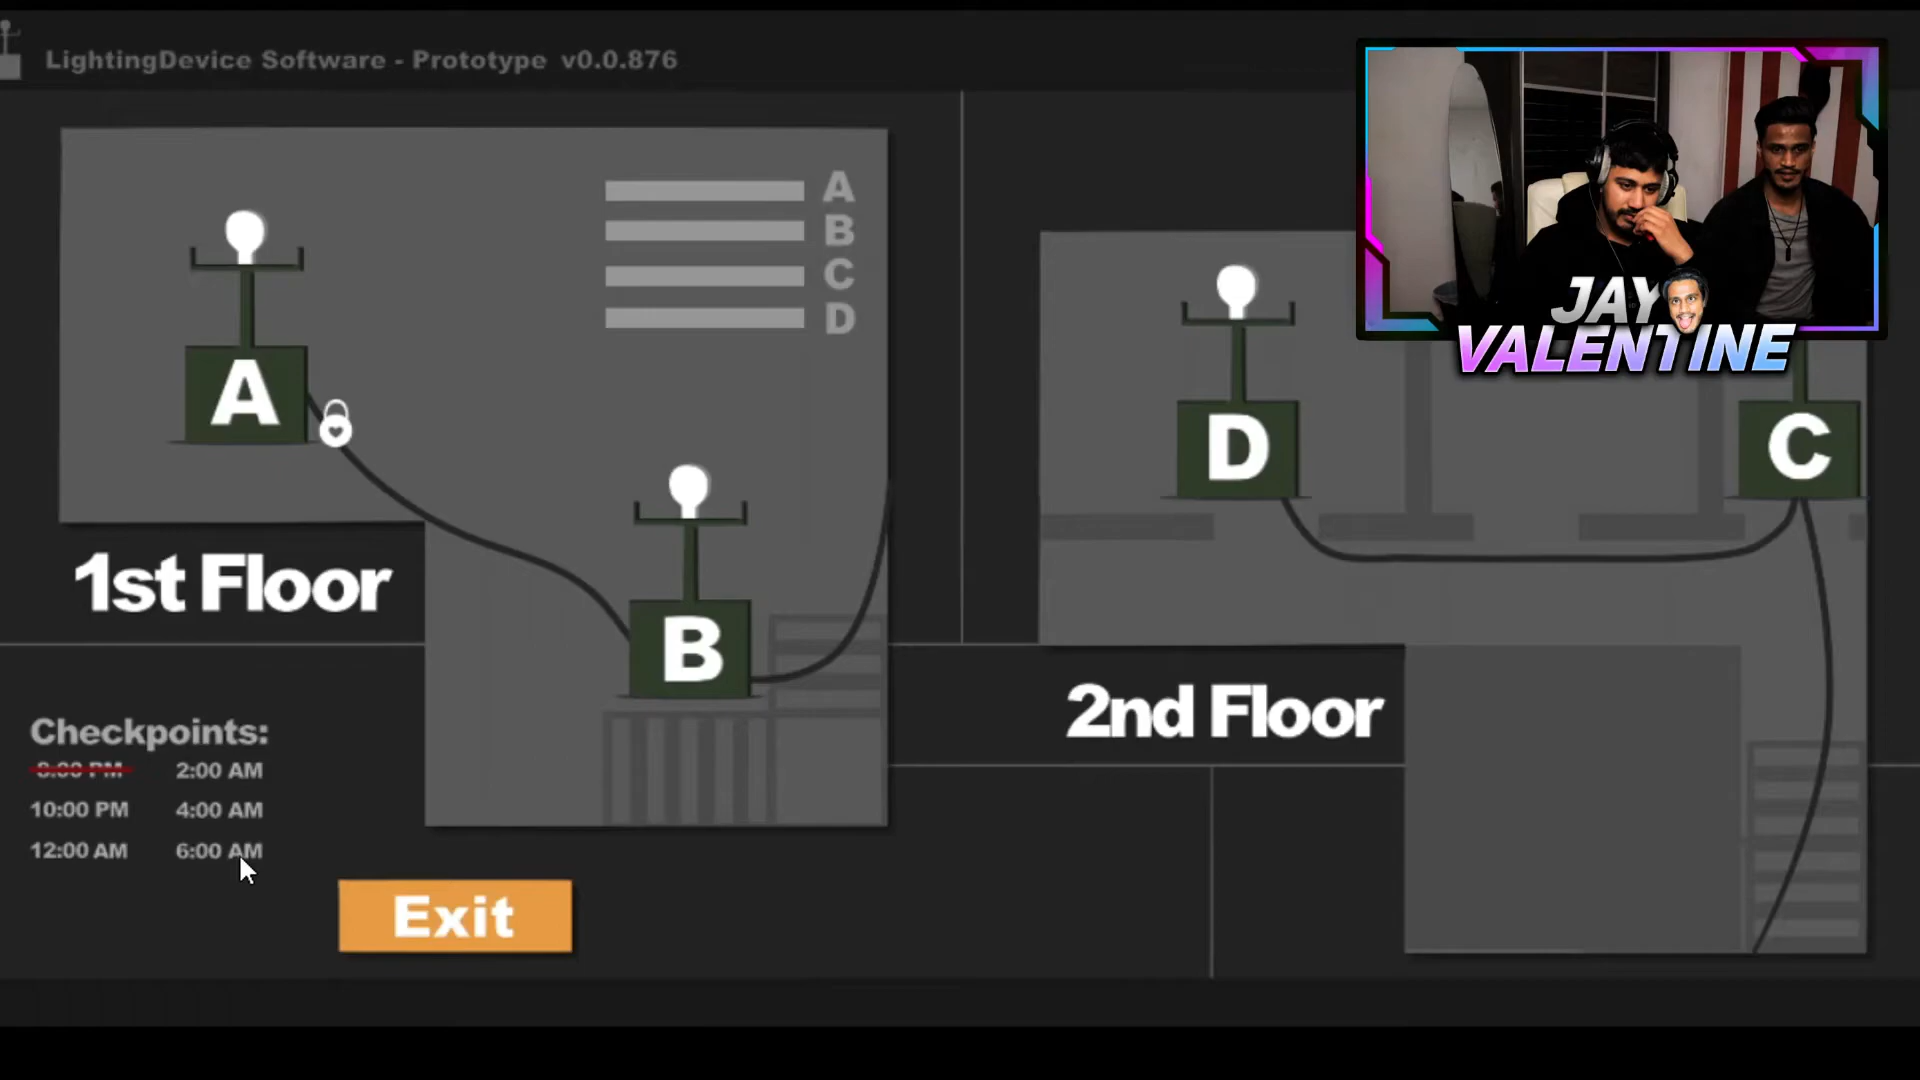 LightingDevice Software - Prototype v0.0.876
A
B
C
D
A
B
1st Floor
D
C
2nd Floor
JAY
VALENTINE
Checkpoints:
8:00 PM 2:00 AM
10:00 PM 4:00 AM
12:00 AM 6:00 AM
Exit